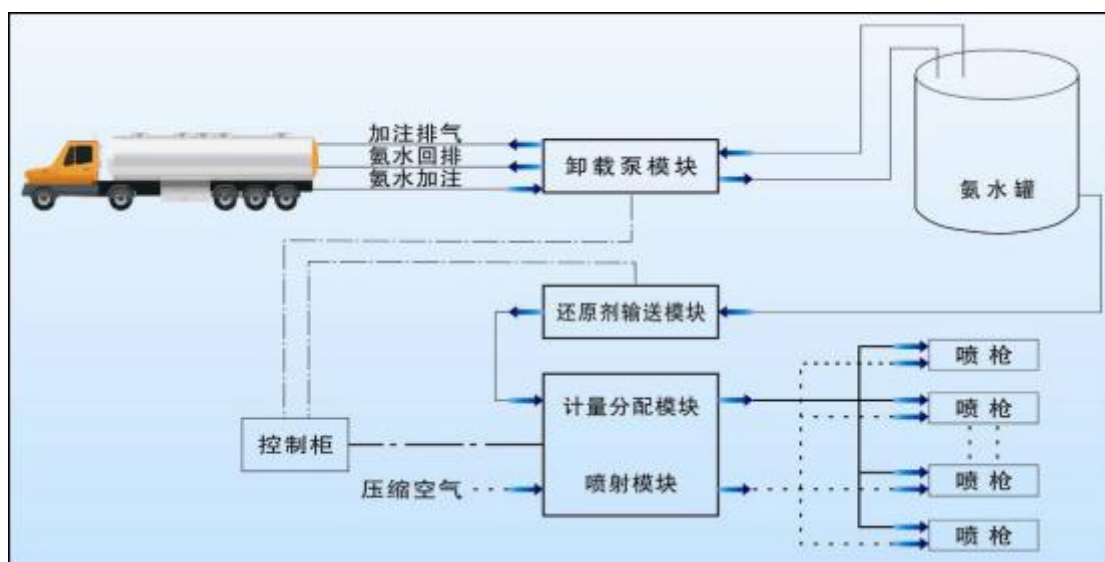 加注排气
氨水回排
氨水加注
卸载泵模块
氨水罐
还原剂输送模块
喷枪
计量分配模块
喷枪
控制柜
压缩空气
喷射模块
喷枪
喷枪